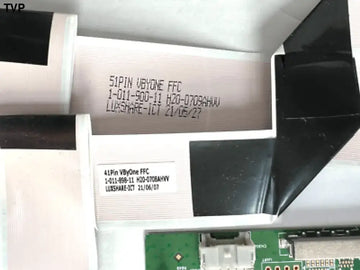 TVP
51PIN VBYONE FFC
1-011-900-11 H20-0709AHVV
LUXSHARE-ICT 21/05/27
41Pin VByOne FFC
1-011-898-11 H20-0708AHVV
LUXSHARE-ICT 21/06/07